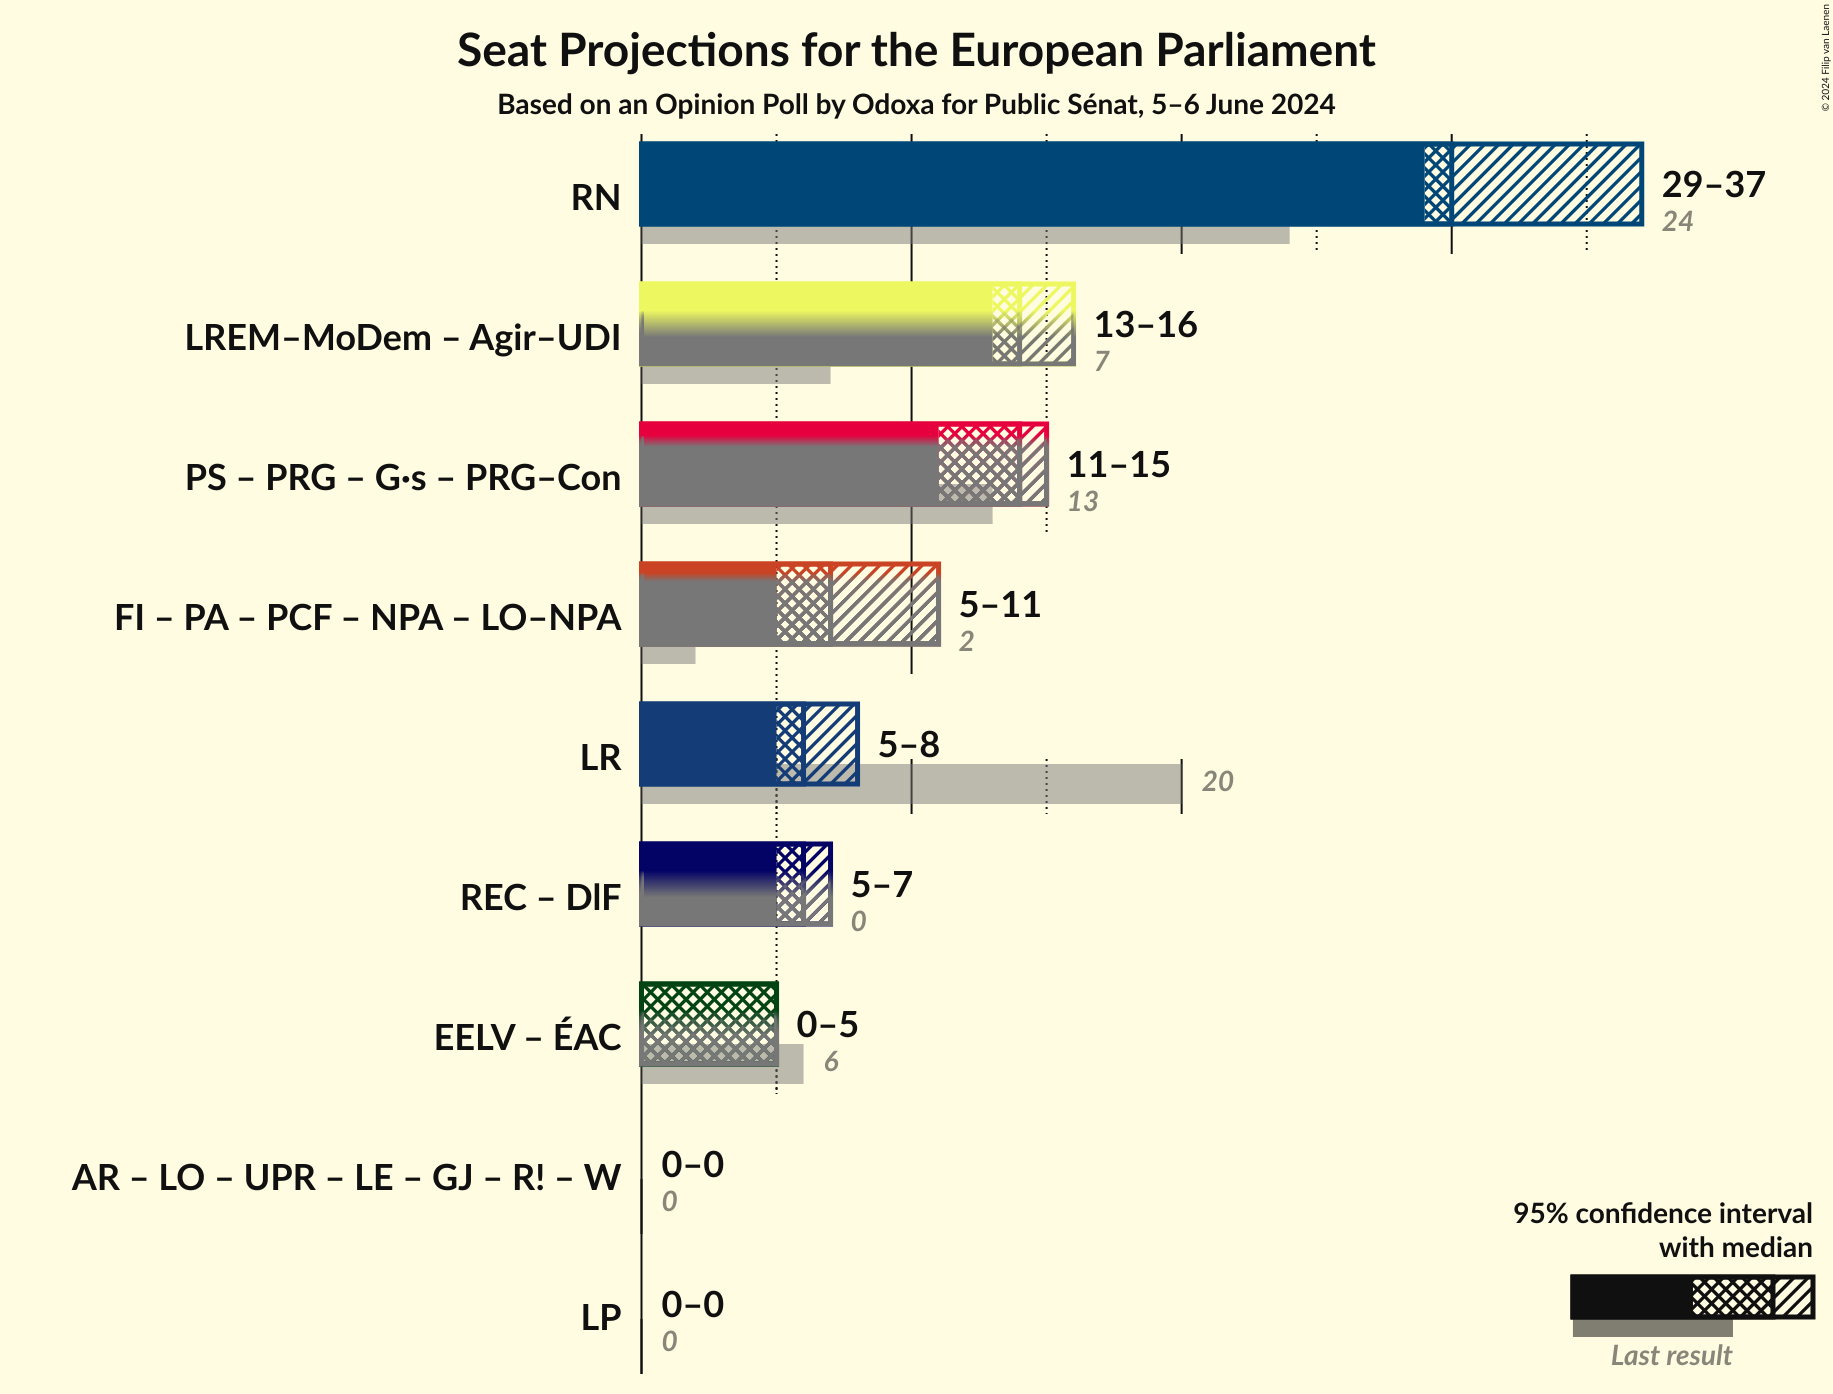 Seat Projections for the European Parliament
Based on an Opinion Poll by Odoxa for Public Sénat, 5–6 June 2024
© 2024 Filip van Laenen
RN
29–37
24
LREM–MoDem – Agir–UDI
13–16
7
PS – PRG – G·s – PRG–Con
11–15
13
FI – PA – PCF – NPA – LO–NPA
5–11
2
LR
5–8
20
REC – DlF
5–7
0
EELV – ÉAC
0–5
6
AR – LO – UPR – LE – GJ – R! – W
0–0
0
LP
0–0
0
95% confidence interval
with median
Last result